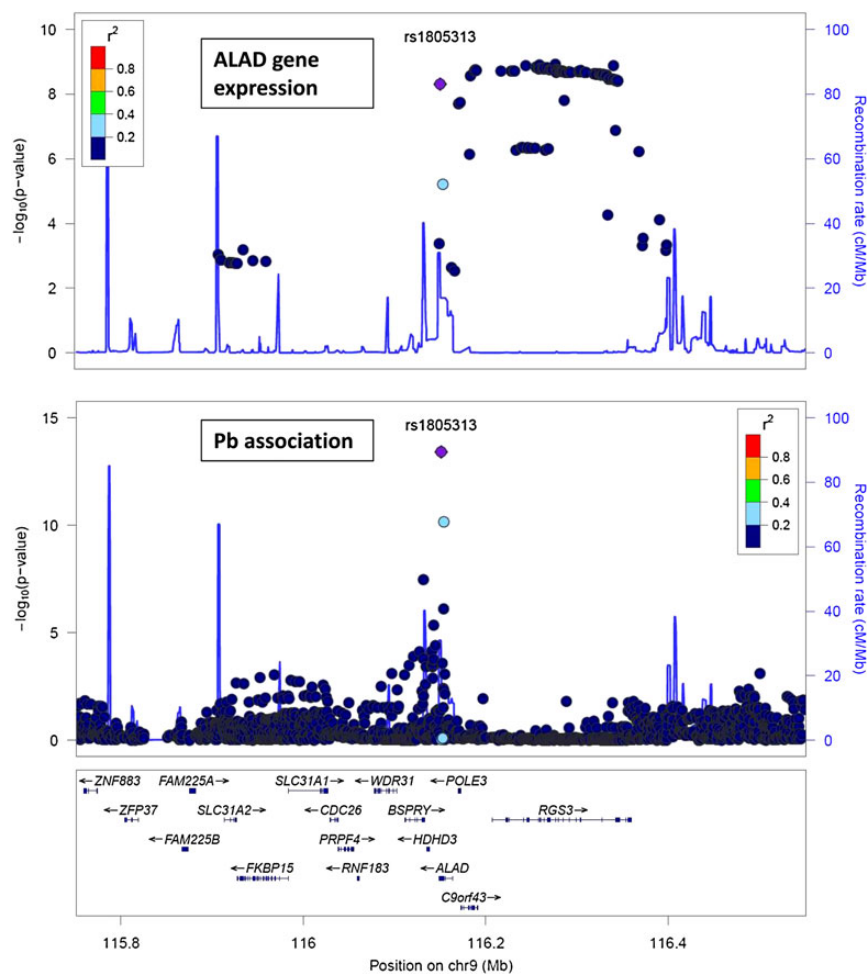 rs1805313
r²
0.8
0.6
0.4
0.2
ALAD gene
expression
10
8
6
4
2
0
−log₁₀(p-value)
100
80
60
40
20
0
Recombination rate (cM/Mb)
rs1805313
Pb association
r²
0.8
0.6
0.4
0.2
15
10
5
0
−log₁₀(p-value)
100
80
60
40
20
0
Recombination rate (cM/Mb)
←ZNF883 FAM225A→ SLC31A1→ ←WDR31 ←POLE3
←ZFP37 SLC31A2→ ←CDC26 BSPRY→ RGS3→
←FAM225B PRPF4→ ←HDHD3
←FKBP15 ←RNF183 ←ALAD
C9orf43→
115.8 116 116.2 116.4
Position on chr9 (Mb)